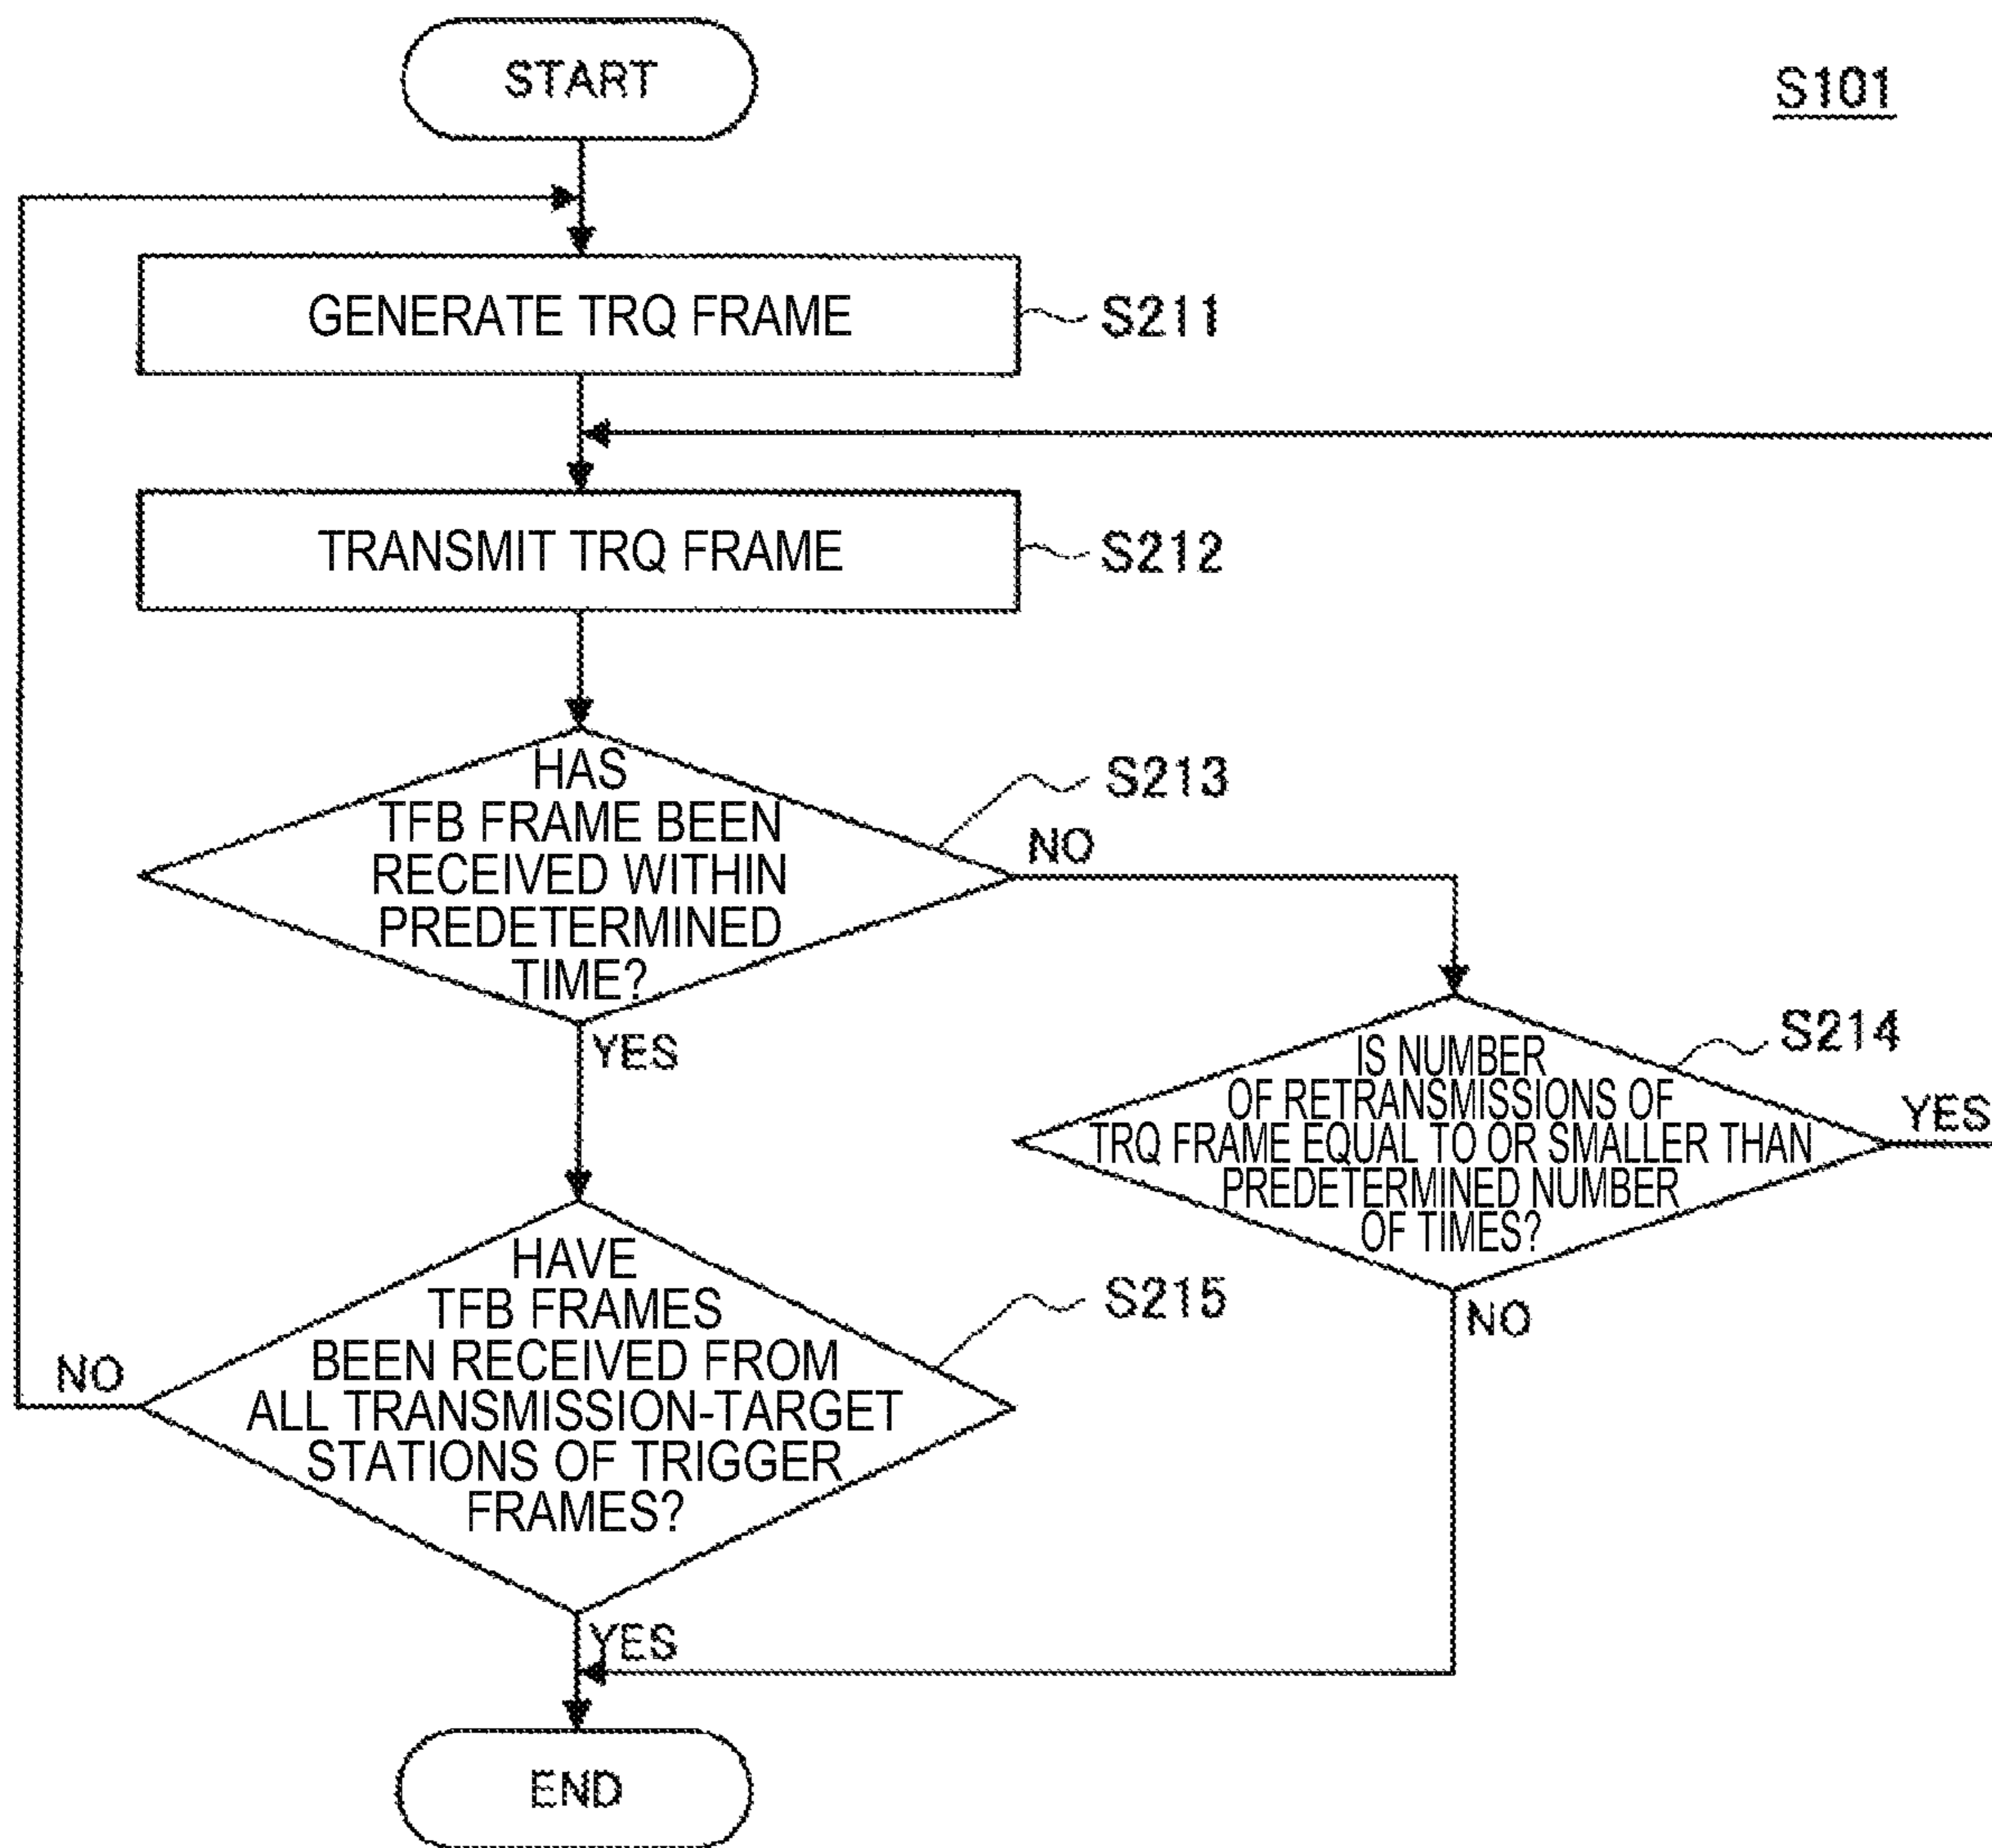 START
S101
GENERATE TRQ FRAME
S211
TRANSMIT TRQ FRAME
S212
HAS
TFB FRAME BEEN
RECEIVED WITHIN
PREDETERMINED
TIME?
S213
NO
YES
IS NUMBER
OF RETRANSMISSIONS OF
TRQ FRAME EQUAL TO OR SMALLER THAN
PREDETERMINED NUMBER
OF TIMES?
S214
YES
NO
HAVE
TFB FRAMES
BEEN RECEIVED FROM
ALL TRANSMISSION-TARGET
STATIONS OF TRIGGER
FRAMES?
S215
NO
YES
END